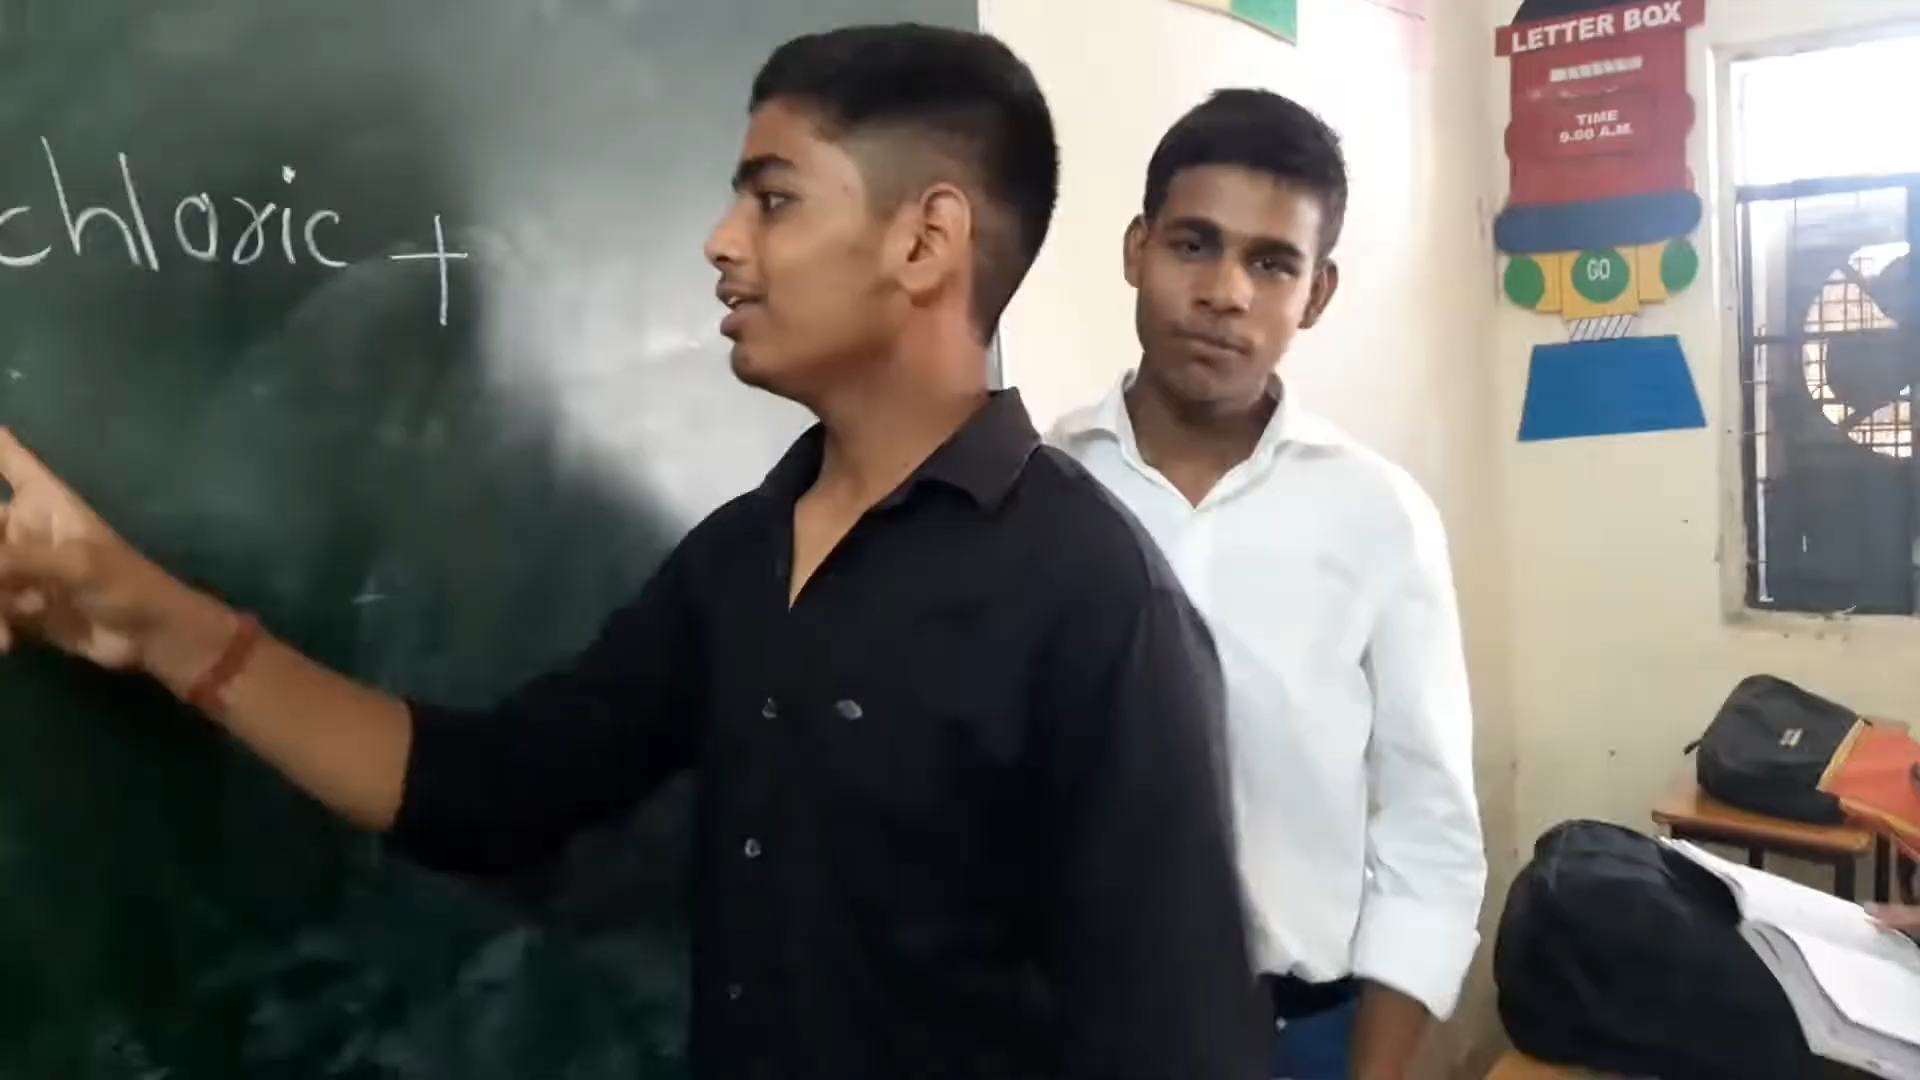 chloric +
LETTER BOX
TIME
9.00 A.M.
GO